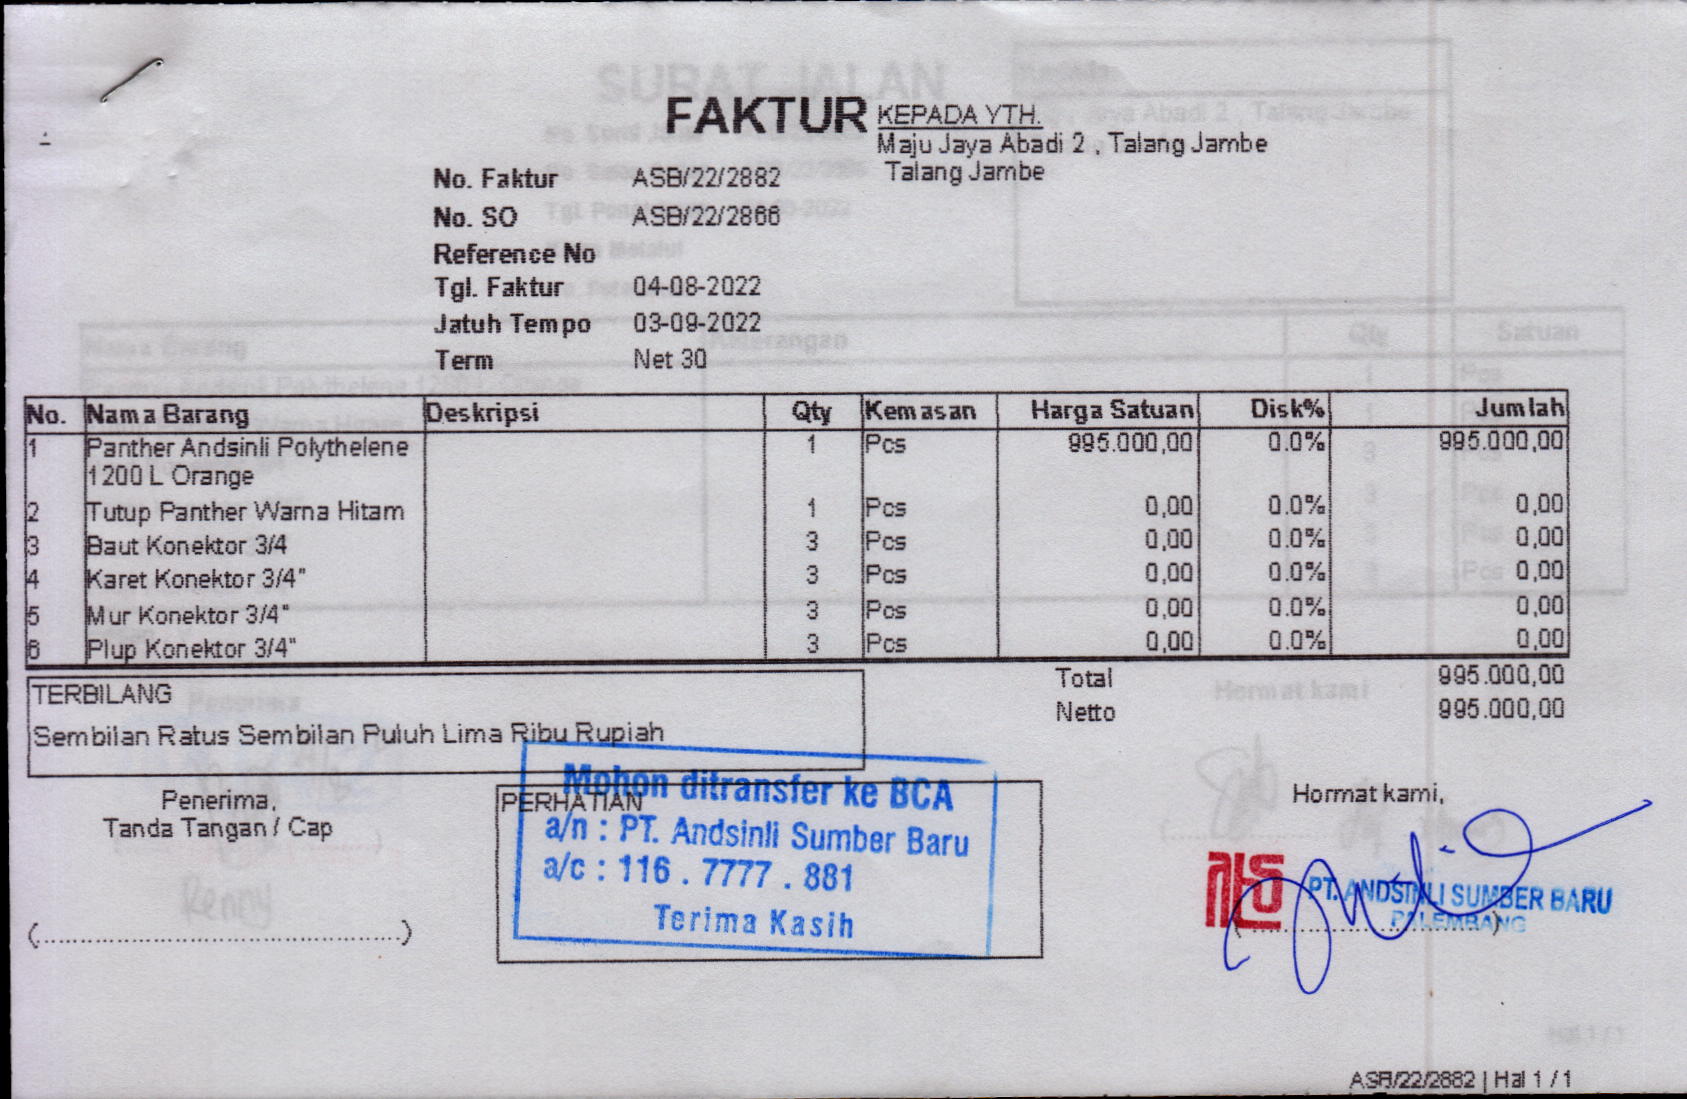 FAKTUR
KEPADA YTH.
Maju Jaya Abadi 2 , Talang Jambe
Talang Jambe
No. Faktur ASB/22/2882
No. SO ASB/22/2866
Reference No
Tgl. Faktur 04-08-2022
Jatuh Tempo 03-09-2022
Term Net 30
No. Nama Barang Deskripsi Qty Kemasan Harga Satuan Disk% Jumlah
1 Panther Andsinli Polythelene 1 Pcs 995.000,00 0.0% 995.000,00
1200 L Orange
2 Tutup Panther Warna Hitam 1 Pcs 0,00 0.0% 0,00
3 Baut Konektor 3/4 3 Pcs 0,00 0.0% 0,00
4 Karet Konektor 3/4" 3 Pcs 0,00 0.0% 0,00
5 Mur Konektor 3/4" 3 Pcs 0,00 0.0% 0,00
6 Plup Konektor 3/4" 3 Pcs 0,00 0.0% 0,00
Total 995.000,00
Netto 995.000,00
TERBILANG
Sembilan Ratus Sembilan Puluh Lima Ribu Rupiah
Penerima,
Tanda Tangan / Cap
(................................................)
PERHATIAN
Mohon ditransfer ke BCA
a/n : PT. Andsinli Sumber Baru
a/c : 116 . 7777 . 881
Terima Kasih
Hormat kami,
PT. ANDSINLI SUMBER BARU
PALEMBANG
ASB/22/2882 | Hal 1 / 1